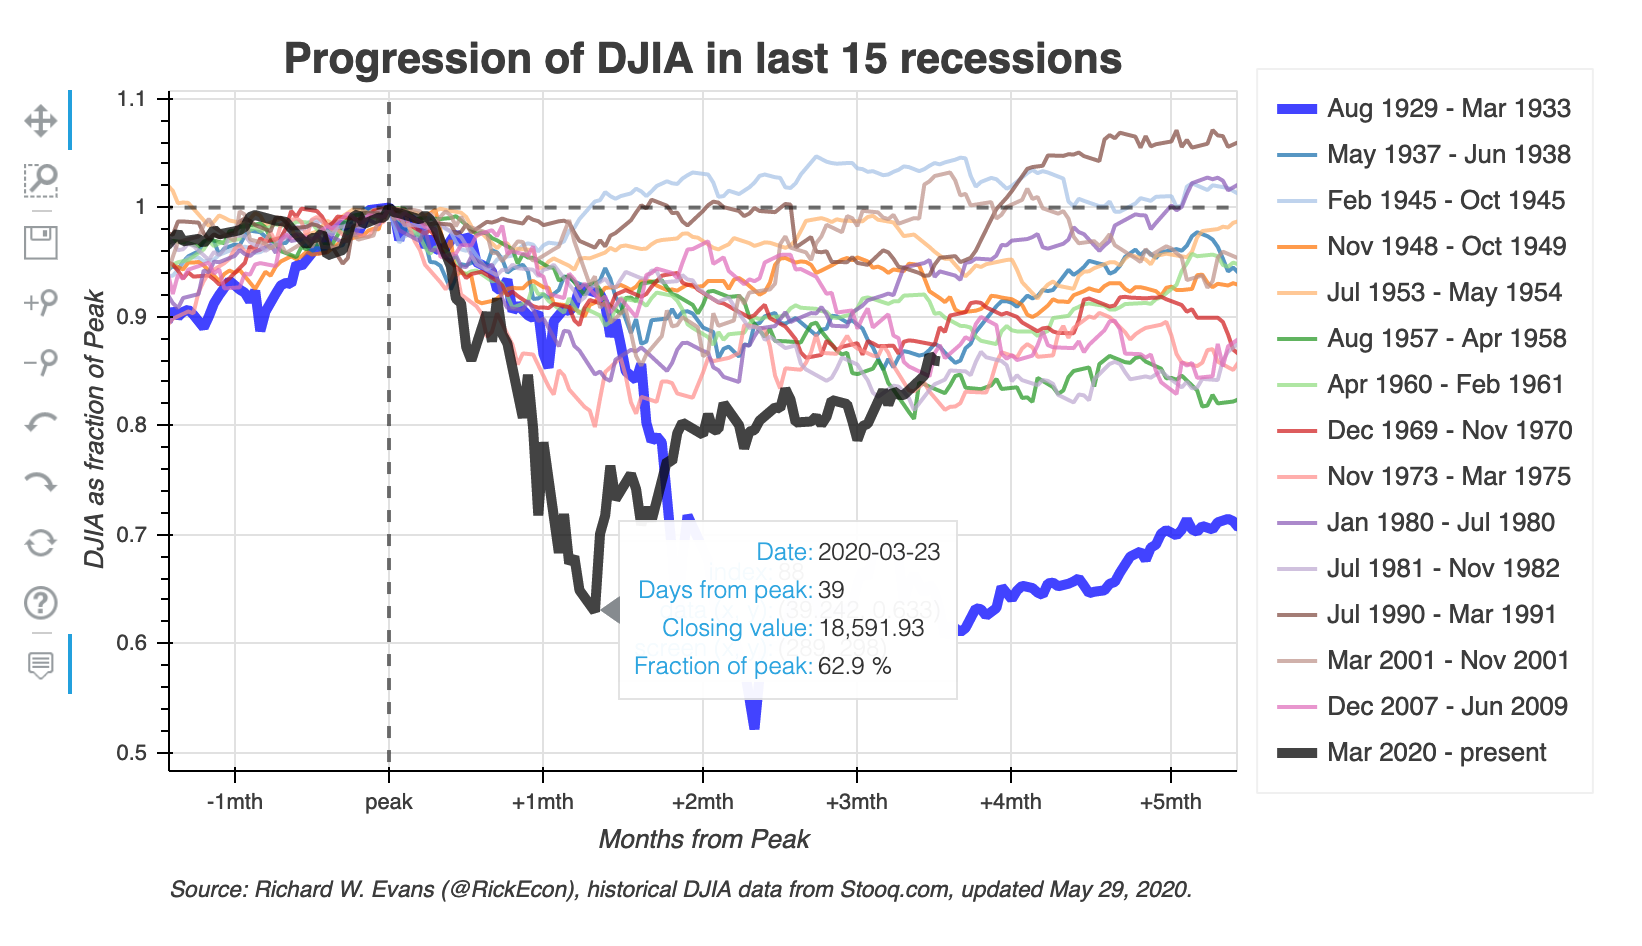 Progression of DJIA in last 15 recessions
1.1
1
0.9
0.8
0.7
0.6
0.5
DJIA as fraction of Peak
-1mth
peak
+1mth
+2mth
+3mth
+4mth
+5mth
Months from Peak
Date: 2020-03-23
Days from peak: 39
Closing value: 18,591.93
Fraction of peak: 62.9 %
Aug 1929 - Mar 1933
May 1937 - Jun 1938
Feb 1945 - Oct 1945
Nov 1948 - Oct 1949
Jul 1953 - May 1954
Aug 1957 - Apr 1958
Apr 1960 - Feb 1961
Dec 1969 - Nov 1970
Nov 1973 - Mar 1975
Jan 1980 - Jul 1980
Jul 1981 - Nov 1982
Jul 1990 - Mar 1991
Mar 2001 - Nov 2001
Dec 2007 - Jun 2009
Mar 2020 - present
Source: Richard W. Evans (@RickEcon), historical DJIA data from Stooq.com, updated May 29, 2020.